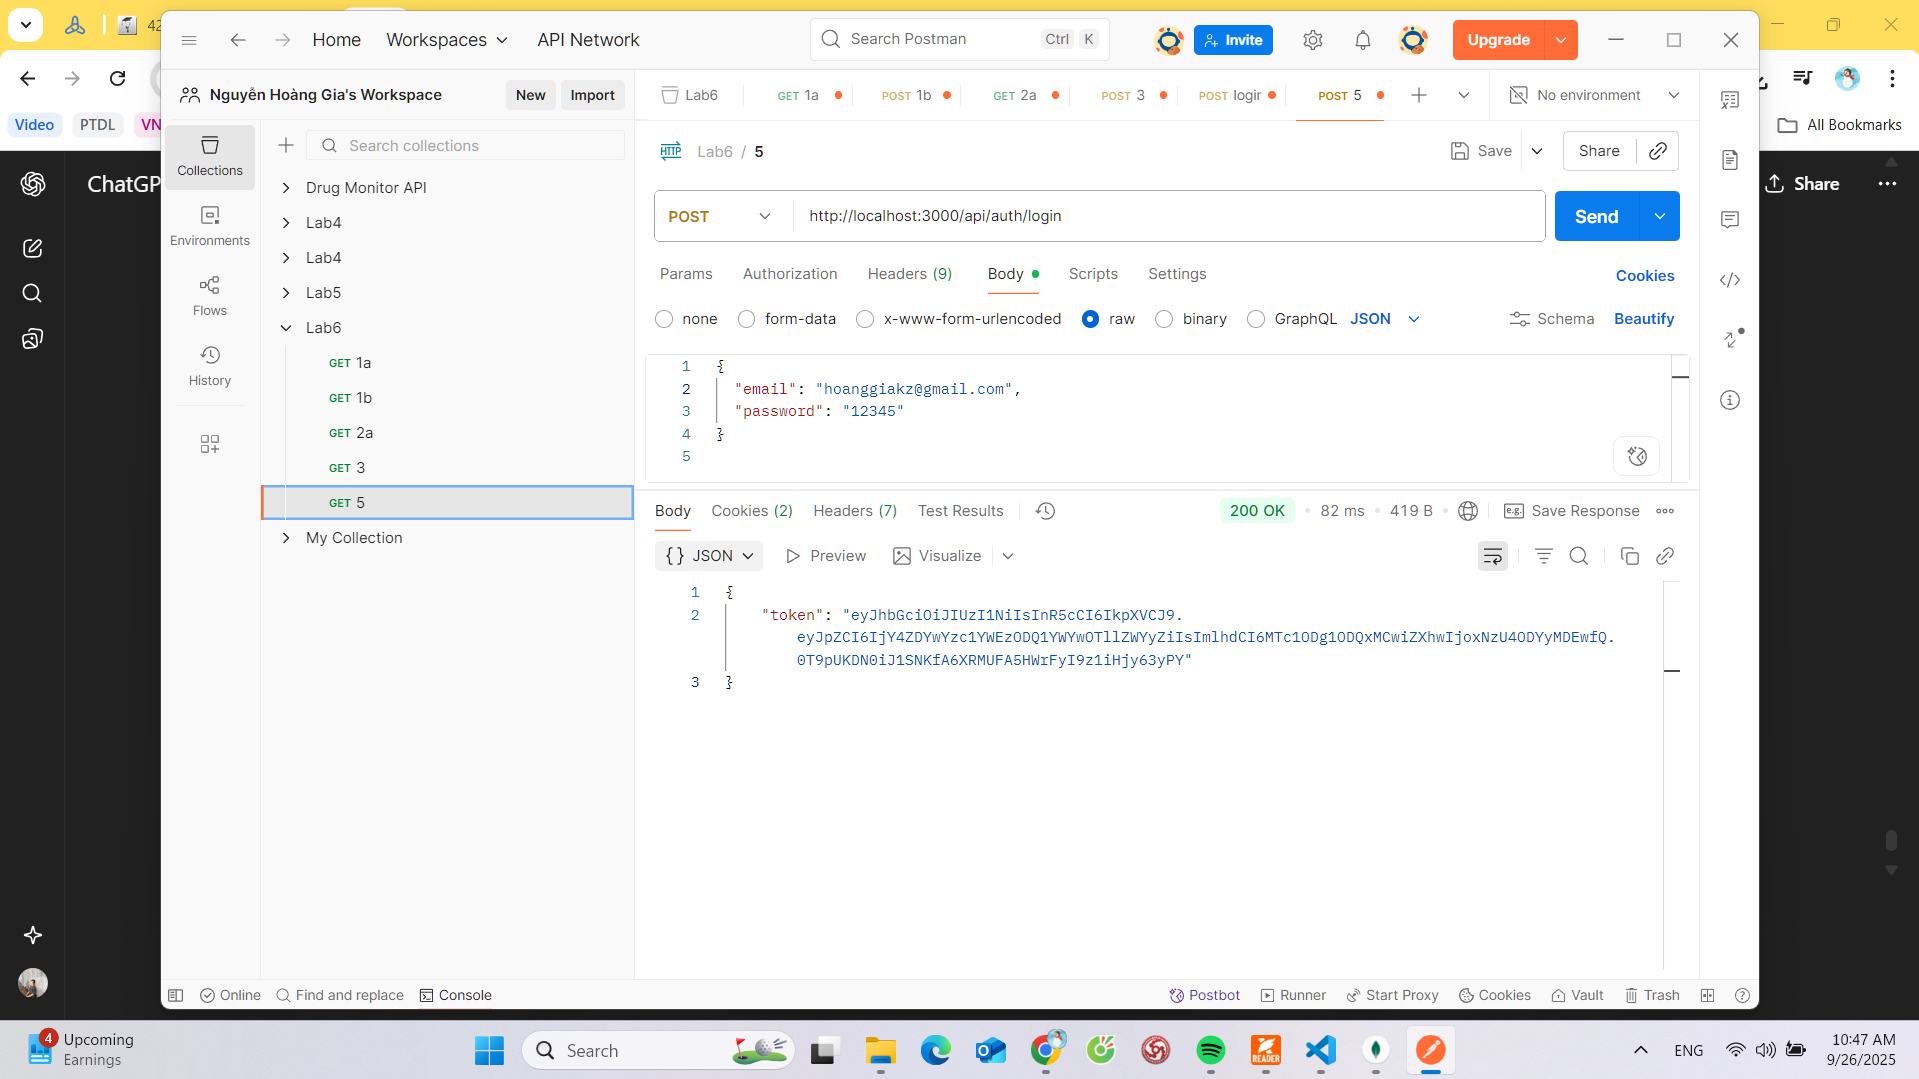 42
Home Workspaces API Network Search Postman Ctrl K Invite Upgrade
Nguyễn Hoàng Gia's Workspace New Import
Lab6 GET 1a POST 1b GET 2a POST 3 POST logir POST 5 No environment
Video PTDL VN
All Bookmarks
ChatGP
Share
Collections
Environments
Flows
History
Search collections
Drug Monitor API
Lab4
Lab4
Lab5
Lab6
GET 1a
GET 1b
GET 2a
GET 3
GET 5
My Collection
HTTP Lab6 / 5 Save Share
POST http://localhost:3000/api/auth/login Send
Params Authorization Headers (9) Body Scripts Settings Cookies
none form-data x-www-form-urlencoded raw binary GraphQL JSON Schema Beautify
1 {
2 "email": "hoanggiakz@gmail.com",
3 "password": "12345"
4 }
5
Body Cookies (2) Headers (7) Test Results 200 OK • 82 ms • 419 B • e.g. Save Response
{} JSON Preview Visualize
1 {
2 "token": "eyJhbGciOiJIUzI1NiIsInR5cCI6IkpXVCJ9.
eyJpZCI6IjY4ZDYwYzc1YWEzODQ1YWYwOTllZWYyZiIsImlhdCI6MTc1ODg1ODQxMCwiZXhwIjoxNzU4ODYyMDEwfQ.
0T9pUKDN0iJ1SNKfA6XRMUFA5HWrFyI9z1iHjy63yPY"
3 }
Online Find and replace Console Postbot Runner Start Proxy Cookies Vault Trash
4 Upcoming
Earnings
Search
READER
ENG
10:47 AM
9/26/2025